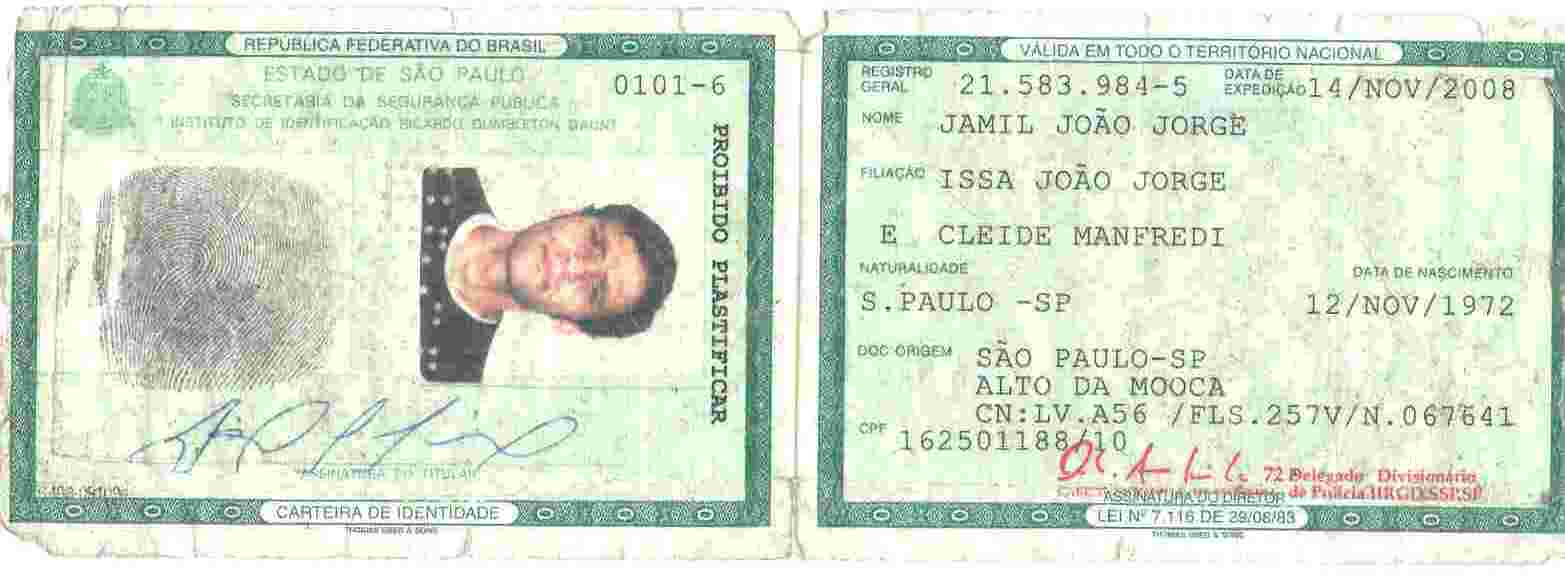 REPÚBLICA FEDERATIVA DO BRASIL
ESTADO DE SÃO PAULO
0101-6
SECRETARIA DA SEGURANÇA PÚBLICA
INSTITUTO DE IDENTIFICAÇÃO RICARDO GUMBLETON DAUNT
PROIBIDO PLASTIFICAR
ASSINATURA DO TITULAR
CARTEIRA DE IDENTIDADE
THOMAS GREG & SONS
VÁLIDA EM TODO O TERRITÓRIO NACIONAL
REGISTRO GERAL 21.583.984-5 DATA DE EXPEDIÇÃO 14/NOV/2008
NOME JAMIL JOÃO JORGE
FILIAÇÃO ISSA JOÃO JORGE
E CLEIDE MANFREDI
NATURALIDADE DATA DE NASCIMENTO
S.PAULO -SP 12/NOV/1972
DOC ORIGEM SÃO PAULO-SP
ALTO DA MOOCA
CN:LV.A56 /FLS.257V/N.067641
CPF 162501188/10
72 Delegado Divisionário
de Polícia IIRGD.SSP.SP
ASSINATURA DO DIRETOR
LEI Nº 7.116 DE 29/08/83
THOMAS GREG & SONS